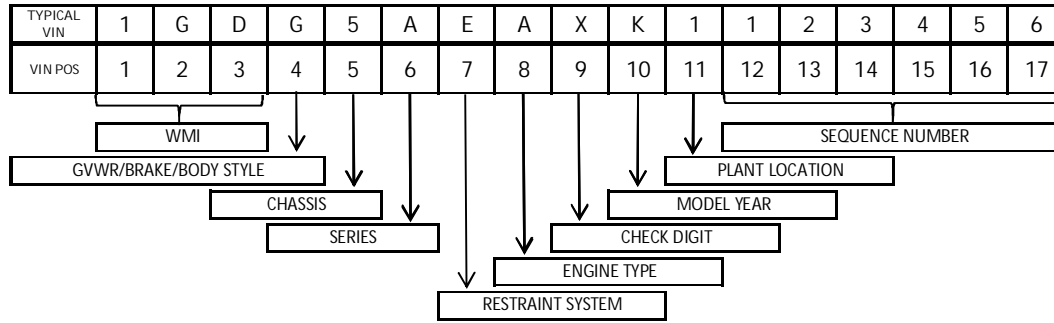 TYPICAL VIN 1 G D G 5 A E A X K 1 1 2 3 4 5 6
VIN POS 1 2 3 4 5 6 7 8 9 10 11 12 13 14 15 16 17
WMI SEQUENCE NUMBER
GVWR/BRAKE/BODY STYLE PLANT LOCATION
CHASSIS MODEL YEAR
SERIES CHECK DIGIT
ENGINE TYPE
RESTRAINT SYSTEM